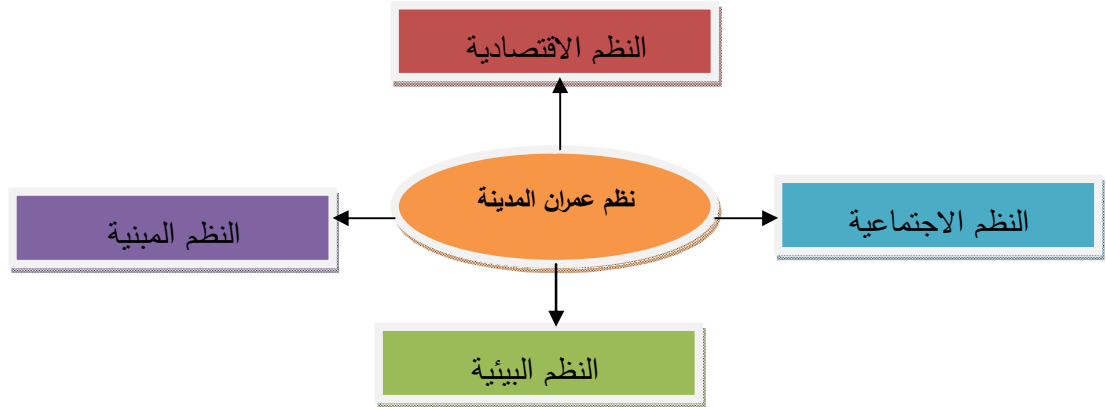 النظم الاقتصادية
نظم عمران المدينة
النظم الاجتماعية
النظم المبنية
النظم البيئية